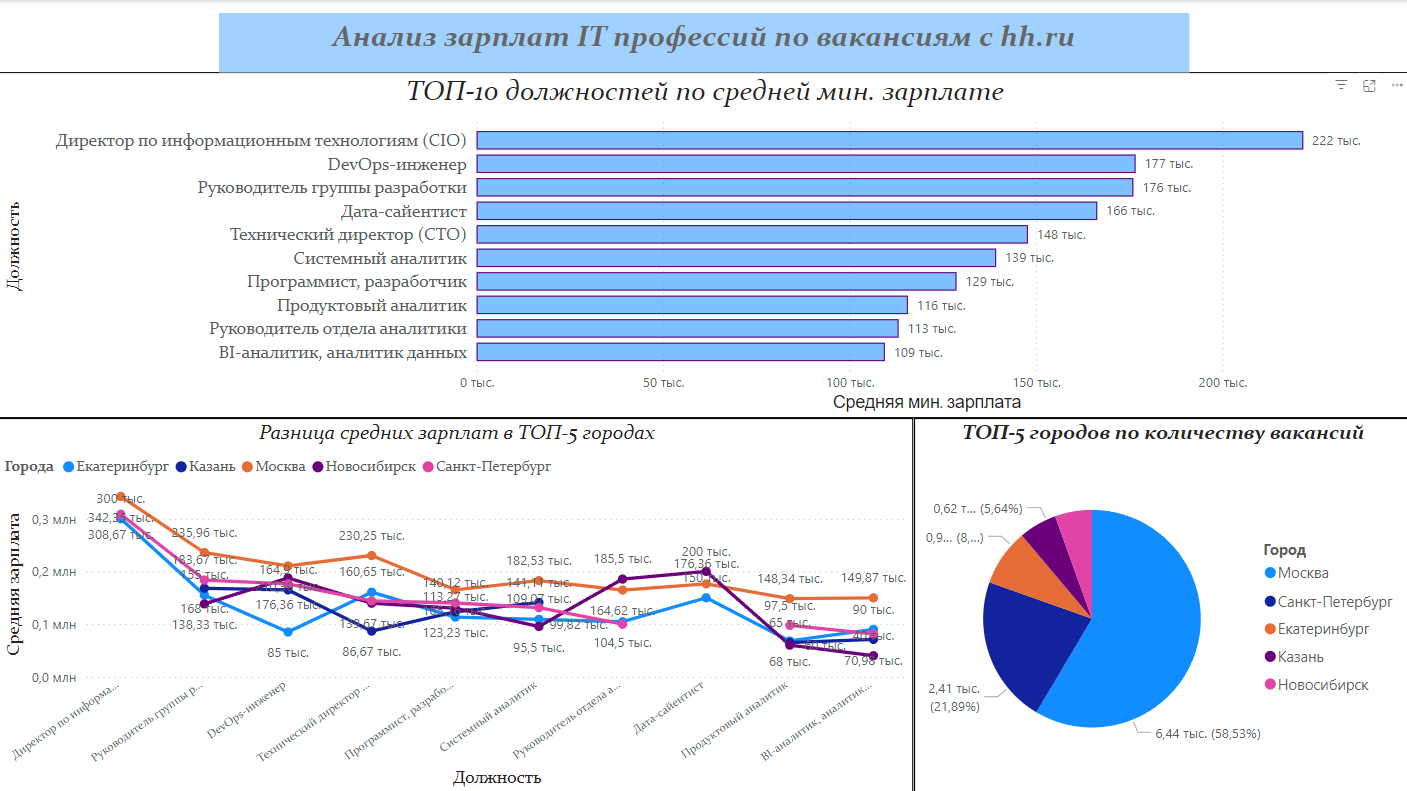 Анализ зарплат IT профессий по вакансиям с hh.ru
ТОП-10 должностей по средней мин. зарплате
Должность
Директор по информационным технологиям (CIO) 222 тыс.
DevOps-инженер 177 тыс.
Руководитель группы разработки 176 тыс.
Дата-сайентист 166 тыс.
Технический директор (CTO) 148 тыс.
Системный аналитик 139 тыс.
Программист, разработчик 129 тыс.
Продуктовый аналитик 116 тыс.
Руководитель отдела аналитики 113 тыс.
BI-аналитик, аналитик данных 109 тыс.
0 тыс. 50 тыс. 100 тыс. 150 тыс. 200 тыс.
Средняя мин. зарплата
Разница средних зарплат в ТОП-5 городах
Города Екатеринбург Казань Москва Новосибирск Санкт-Петербург
Средняя зарплата
0,3 млн
0,2 млн
0,1 млн
0,0 млн
300 тыс.
342,35 тыс.
308,67 тыс.
235,96 тыс.
183,67 тыс.
155 тыс.
168 тыс.
138,33 тыс.
176,36 тыс.
85 тыс.
230,25 тыс.
160,65 тыс.
86,67 тыс.
140,12 тыс.
113,27 тыс.
123,23 тыс.
182,53 тыс.
141,11 тыс.
109,07 тыс.
99,82 тыс.
95,5 тыс.
185,5 тыс.
164,62 тыс.
104,5 тыс.
200 тыс.
176,36 тыс.
150 тыс.
148,34 тыс.
97,5 тыс.
65 тыс.
68 тыс.
149,87 тыс.
90 тыс.
40 тыс.
70,98 тыс.
Директор по информа...
Руководитель группы р...
DevOps-инженер
Технический директор ...
Программист, разрабо...
Системный аналитик
Руководитель отдела а...
Дата-сайентист
Продуктовый аналитик
BI-аналитик, аналитик...
Должность
ТОП-5 городов по количеству вакансий
0,62 т... (5,64%)
0,9... (8,...)
2,41 тыс.
(21,89%)
6,44 тыс. (58,53%)
Город
Москва
Санкт-Петербург
Екатеринбург
Казань
Новосибирск